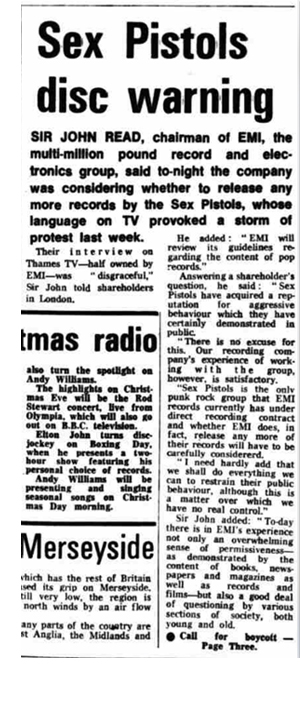 Sex Pistols
disc warning
SIR JOHN READ, chairman of EMI, the
multi-million pound record and elec-
tronics group, said to-night the company
was considering whether to release any
more records by the Sex Pistols, whose
language on TV provoked a storm of
protest last week.
Their interview on
Thames TV—half owned by
EMI—was "disgraceful,"
Sir John told shareholders
in London.
tmas radio
also turn the spotlight on
Andy Williams.
The highlights on Christ-
mas Eve will be the Rod
Stewart concert, live from
Olympia, which will also go
out on B.B.C. television.
Elton John turns disc-
jockey on Boxing Day,
when he presents a two-
hour show featuring his
personal choice of records.
Andy Williams will be
presenting and singing
seasonal songs on Christ-
mas Day morning.
Merseyside
which has the rest of Britain
sed its grip on Merseyside.
till very low, the region is
north winds by an air flow
any parts of the country are
st Anglia, the Midlands and
He added: "EMI will
review its guidelines re-
garding the content of pop
records."
Answering a shareholder's
question, he said: "Sex
Pistols have acquired a rep-
utation for aggressive
behaviour which they have
certainly demonstrated in
public.
"There is no excuse for
this. Our recording com-
pany's experience of work-
ing with the group,
however, is satisfactory.
"Sex Pistols is the only
punk rock group that EMI
records currently has under
direct recording contract
and whether EMI does, in
fact, release any more of
their records will have to be
carefully considererd.
"I need hardly add that
we shall do everything we
can to restrain their public
behaviour, although this is
a matter over which we
have no real control."
Sir John added: "To-day
there is in EMI's experience
not only an overwhelming
sense of permissiveness—
as demonstrated by the
content of books, news-
papers and magazines as
well as records and
films—but also a good deal
of questioning by various
sections of society, both
young and old.
● Call for boycott —
Page Three.